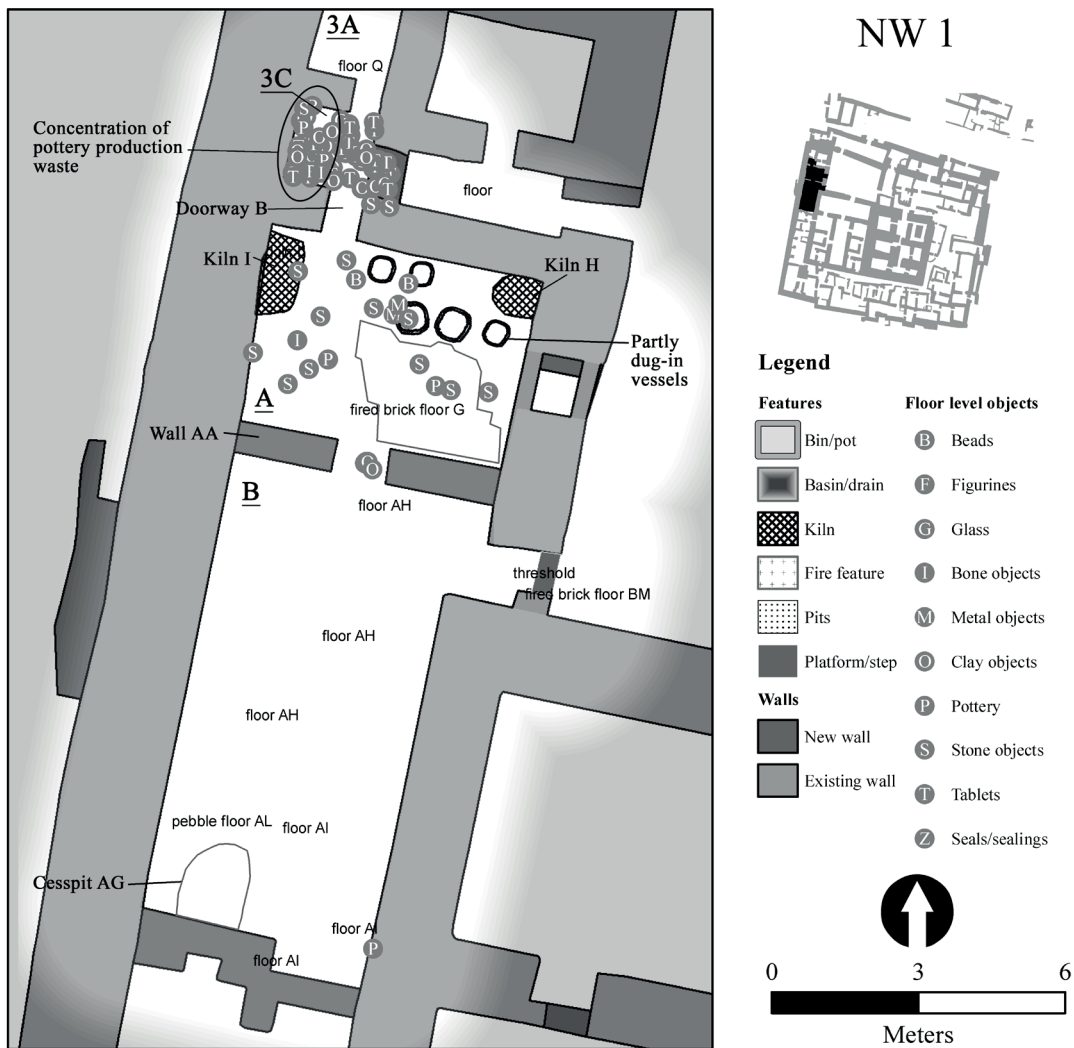 3A
floor Q
3C
Concentration of
pottery production
waste
floor
Doorway B
Kiln I
Kiln H
Partly
dug-in
vessels
fired brick floor G
A
Wall AA
B
floor AH
threshold
fired brick floor BM
floor AH
floor AH
pebble floor AL
floor AI
Cesspit AG
floor AI
floor AI
NW 1
Legend
Features
Bin/pot
Basin/drain
Kiln
Fire feature
Pits
Platform/step
Walls
New wall
Existing wall
Floor level objects
B Beads
F Figurines
G Glass
I Bone objects
M Metal objects
O Clay objects
P Pottery
S Stone objects
T Tablets
Z Seals/sealings
0 3 6
Meters